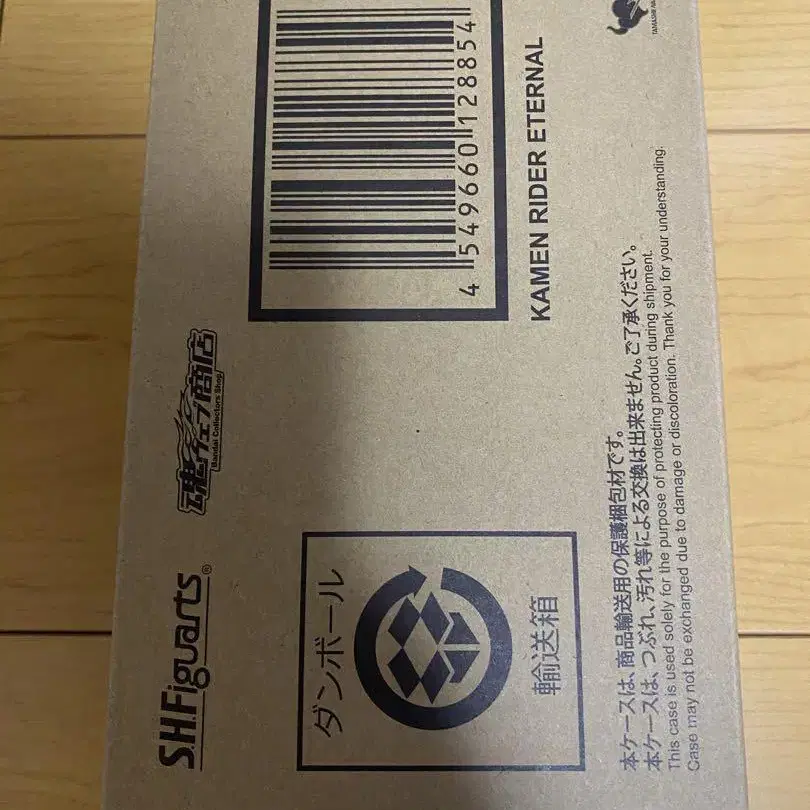 S.H.Figuarts®
魂ウェブ商店
Bandai Collectors Shop
4 549660 128854
KAMEN RIDER ETERNAL
ダンボール
輸送箱
本ケースは、商品輸送用の保護梱包材です。
本ケースは、つぶれ、汚れ等による交換は出来ません。ご了承ください。
This case is used solely for the purpose of protecting product during shipment.
Case may not be exchanged due to damage or discoloration. Thank you for your understanding.
TAMASHII